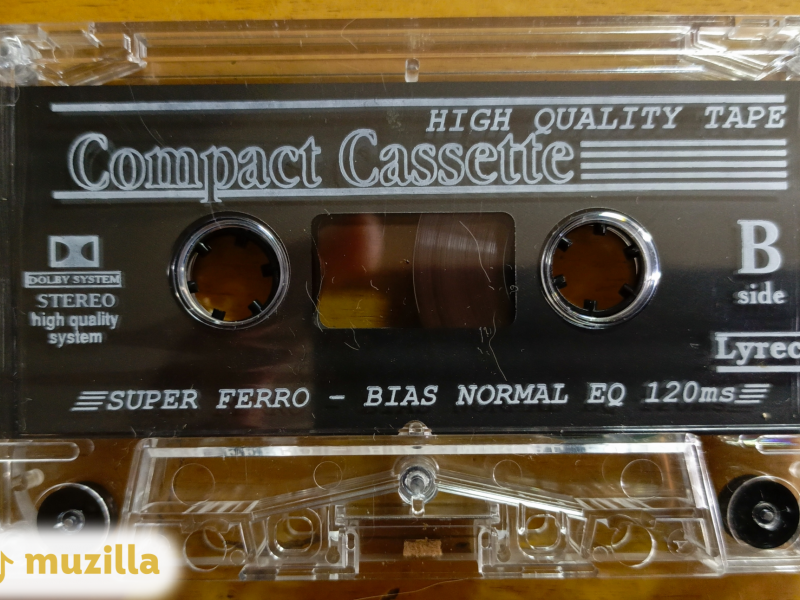 HIGH QUALITY TAPE
Compact Cassette
B
side
DOLBY SYSTEM
STEREO
high quality
system
Lyrec
SUPER FERRO - BIAS NORMAL EQ 120ms
muzilla